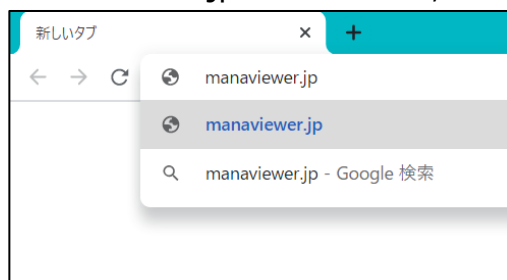 新しいタブ
manaviewer.jp
manaviewer.jp
manaviewer.jp - Google 検索